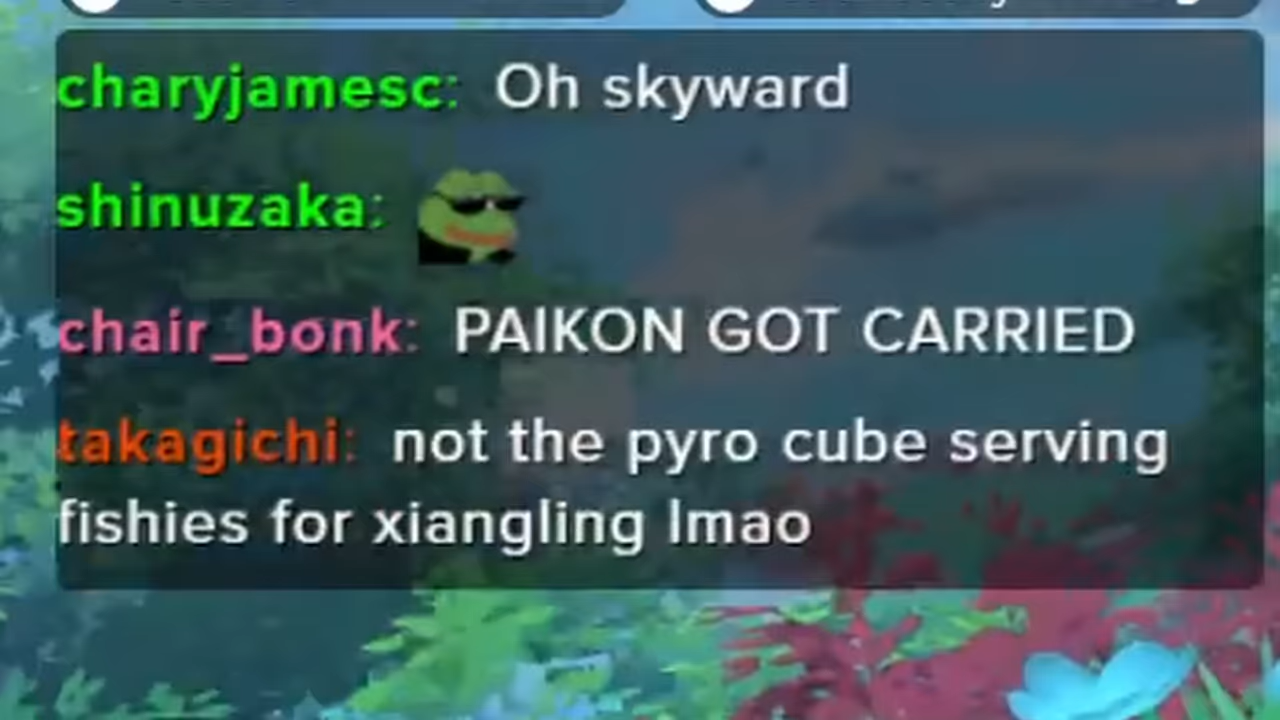 charyjamesc: Oh skyward
shinuzaka:
chair_bonk: PAIKON GOT CARRIED
takagichi: not the pyro cube serving
fishies for xiangling lmao